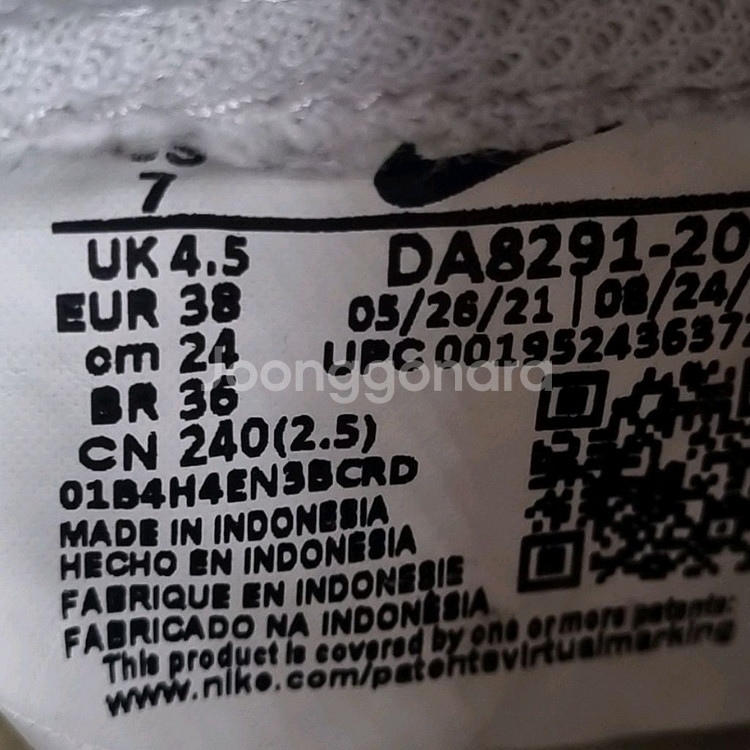 7
UK 4.5
EUR 38
cm 24
BR 36
CN 240(2.5)
01B4H4EN3BCRD
MADE IN INDONESIA
HECHO EN INDONESIA
FABRIQUE EN INDONESIE
FABRICADO NA INDONÉSIA
This product is covered by one or more patents:
www.nike.com/patentsvirtualmarking
DA8291-20
05/26/21 08/24/
UPC 00195243637
Joonggonara